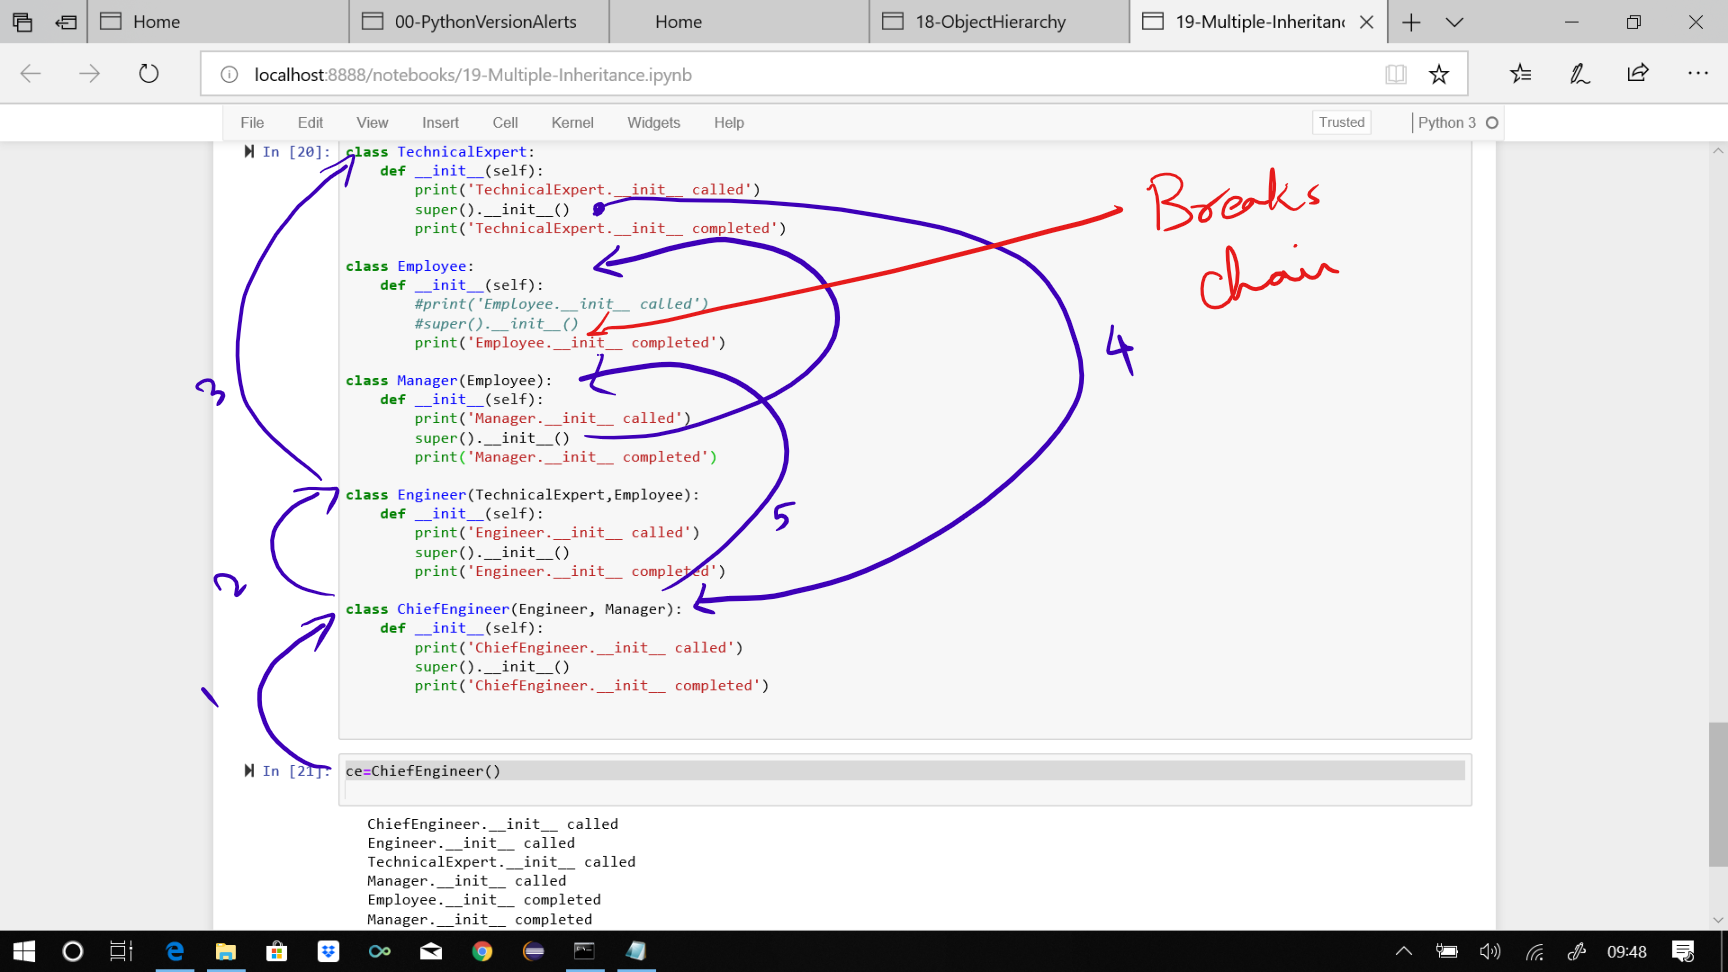 Home
00-PythonVersionAlerts
Home
18-ObjectHierarchy
19-Multiple-Inheritanc
localhost:8888/notebooks/19-Multiple-Inheritance.ipynb
File Edit View Insert Cell Kernel Widgets Help Trusted Python 3
In [20]: class TechnicalExpert:
def __init__(self):
print('TechnicalExpert.__init__ called')
super().__init__()
print('TechnicalExpert.__init__ completed')
Breaks
chain
class Employee:
def __init__(self):
#print('Employee.__init__ called')
#super().__init__()
print('Employee.__init__ completed')
4
class Manager(Employee):
3
def __init__(self):
print('Manager.__init__ called')
super().__init__()
print('Manager.__init__ completed')
class Engineer(TechnicalExpert,Employee):
def __init__(self):
5
print('Engineer.__init__ called')
super().__init__()
print('Engineer.__init__ completed')
2
class ChiefEngineer(Engineer, Manager):
def __init__(self):
print('ChiefEngineer.__init__ called')
super().__init__()
print('ChiefEngineer.__init__ completed')
1
In [21]: ce=ChiefEngineer()
ChiefEngineer.__init__ called
Engineer.__init__ called
TechnicalExpert.__init__ called
Manager.__init__ called
Employee.__init__ completed
Manager.__init__ completed
09:48